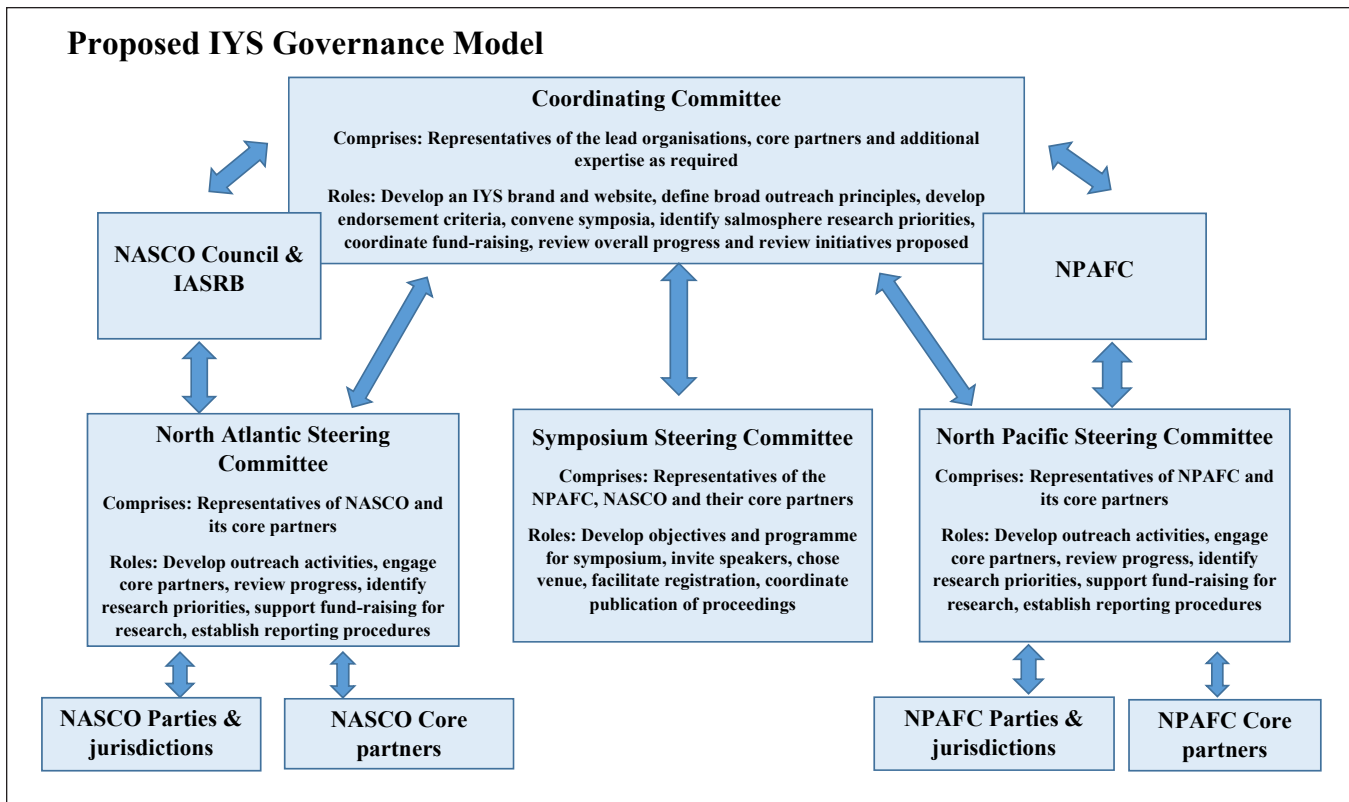 Proposed IYS Governance Model
Coordinating Committee
Comprises: Representatives of the lead organisations, core partners and additional
expertise as required
Roles: Develop an IYS brand and website, define broad outreach principles, develop
endorsement criteria, convene symposia, identify salmosphere research priorities,
coordinate fund-raising, review overall progress and review initiatives proposed
NASCO Council &
IASRB
NPAFC
North Atlantic Steering
Committee
Comprises: Representatives of NASCO and
its core partners
Roles: Develop outreach activities, engage
core partners, review progress, identify
research priorities, support fund-raising for
research, establish reporting procedures
Symposium Steering Committee
Comprises: Representatives of the
NPAFC, NASCO and their core partners
Roles: Develop objectives and programme
for symposium, invite speakers, chose
venue, facilitate registration, coordinate
publication of proceedings
North Pacific Steering Committee
Comprises: Representatives of NPAFC and
its core partners
Roles: Develop outreach activities, engage
core partners, review progress, identify
research priorities, support fund-raising for
research, establish reporting procedures
NASCO Parties &
jurisdictions
NASCO Core
partners
NPAFC Parties &
jurisdictions
NPAFC Core
partners